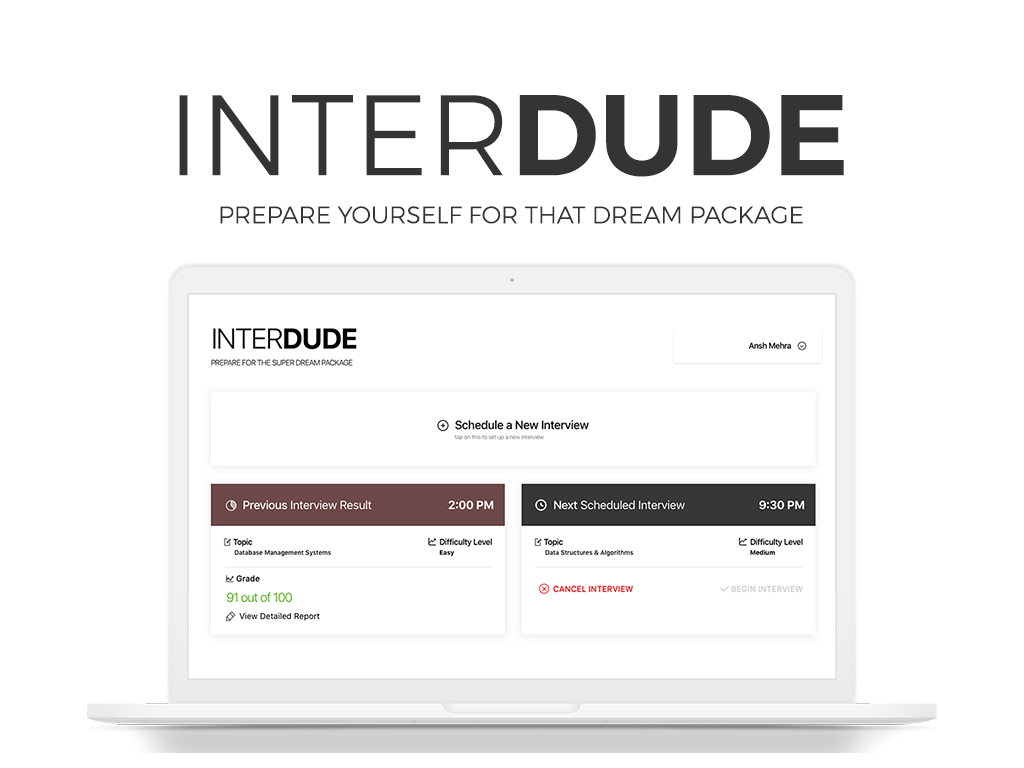 INTERDUDE
PREPARE YOURSELF FOR THAT DREAM PACKAGE
INTERDUDE
PREPARE FOR THE SUPER DREAM PACKAGE
Ansh Mehra
Schedule a New Interview
tap on this to set up a new interview
Previous Interview Result 2:00 PM
Topic Difficulty Level
Database Management Systems Easy
Grade
91 out of 100
View Detailed Report
Next Scheduled Interview 9:30 PM
Topic Difficulty Level
Data Structures & Algorithms Medium
CANCEL INTERVIEW BEGIN INTERVIEW